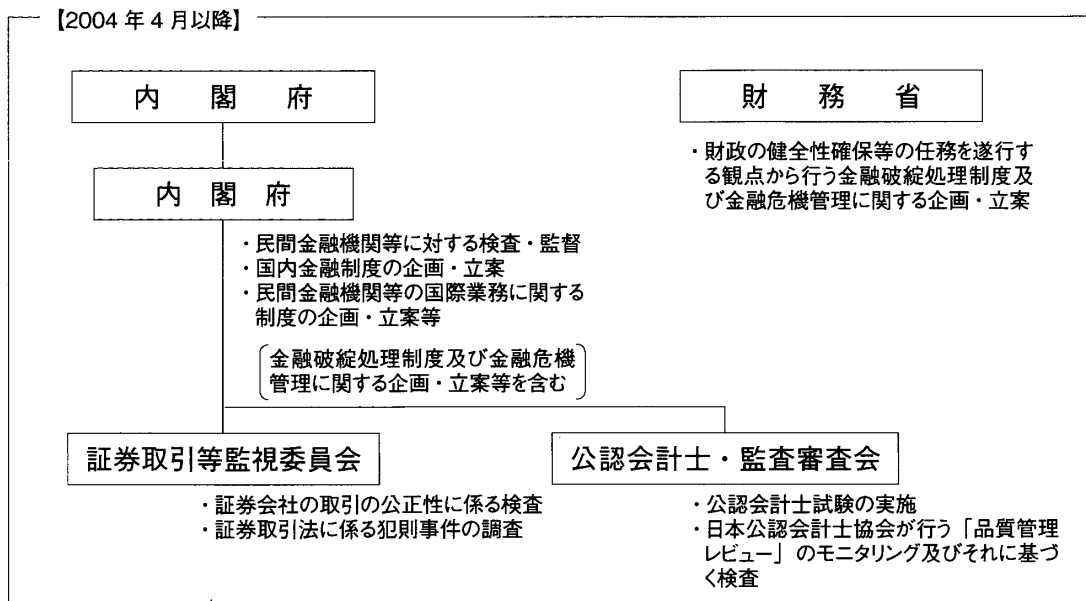 【2004年4月以降】
内閣府
財務省
・財政の健全性確保等の任務を遂行す
る観点から行う金融破綻処理制度及
び金融危機管理に関する企画・立案
内閣府
・民間金融機関等に対する検査・監督
・国内金融制度の企画・立案
・民間金融機関等の国際業務に関する
制度の企画・立案等
金融破綻処理制度及び金融危機
管理に関する企画・立案等を含む
証券取引等監視委員会
・証券会社の取引の公正性に係る検査
・証券取引法に係る犯則事件の調査
公認会計士・監査審査会
・公認会計士試験の実施
・日本公認会計士協会が行う「品質管理
レビュー」のモニタリング及びそれに基づ
く検査